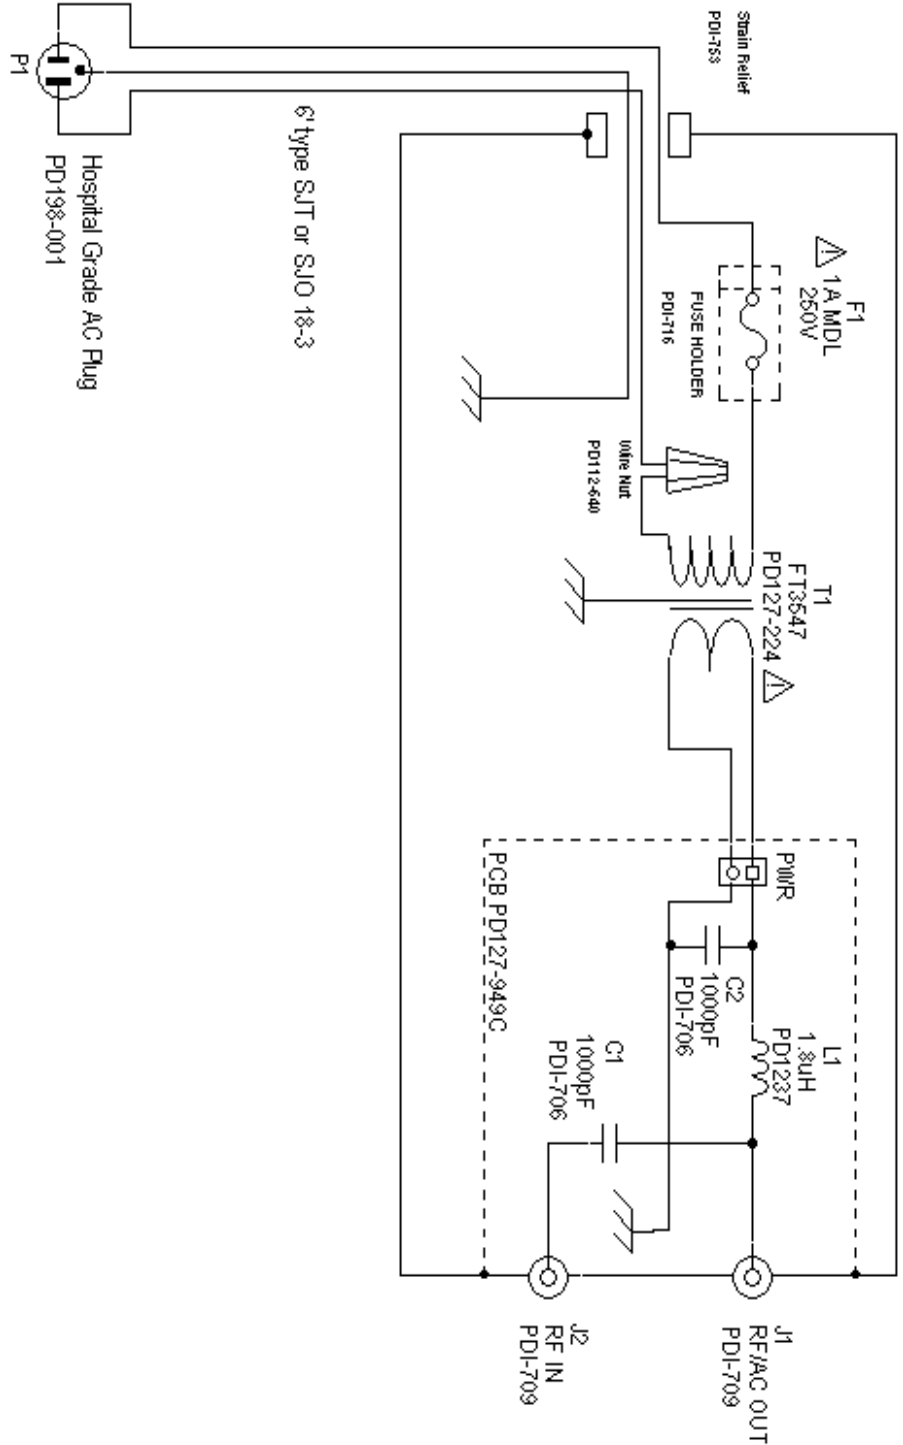 Strain Relief
PDI-753
P1
Hospital Grade AC Plug
PD198-001
6' type SJT or SJO 18-3
F1
1A MDL
250V
FUSE HOLDER
PDI-716
Wire Nut
PD112-640
T1
FT3547
PD127-224
PWR
PCB PD127-949C
C2
1000pF
PDI-706
L1
1.8uH
PD1237
C1
1000pF
PDI-706
J1
RF/AC OUT
PDI-709
J2
RF IN
PDI-709